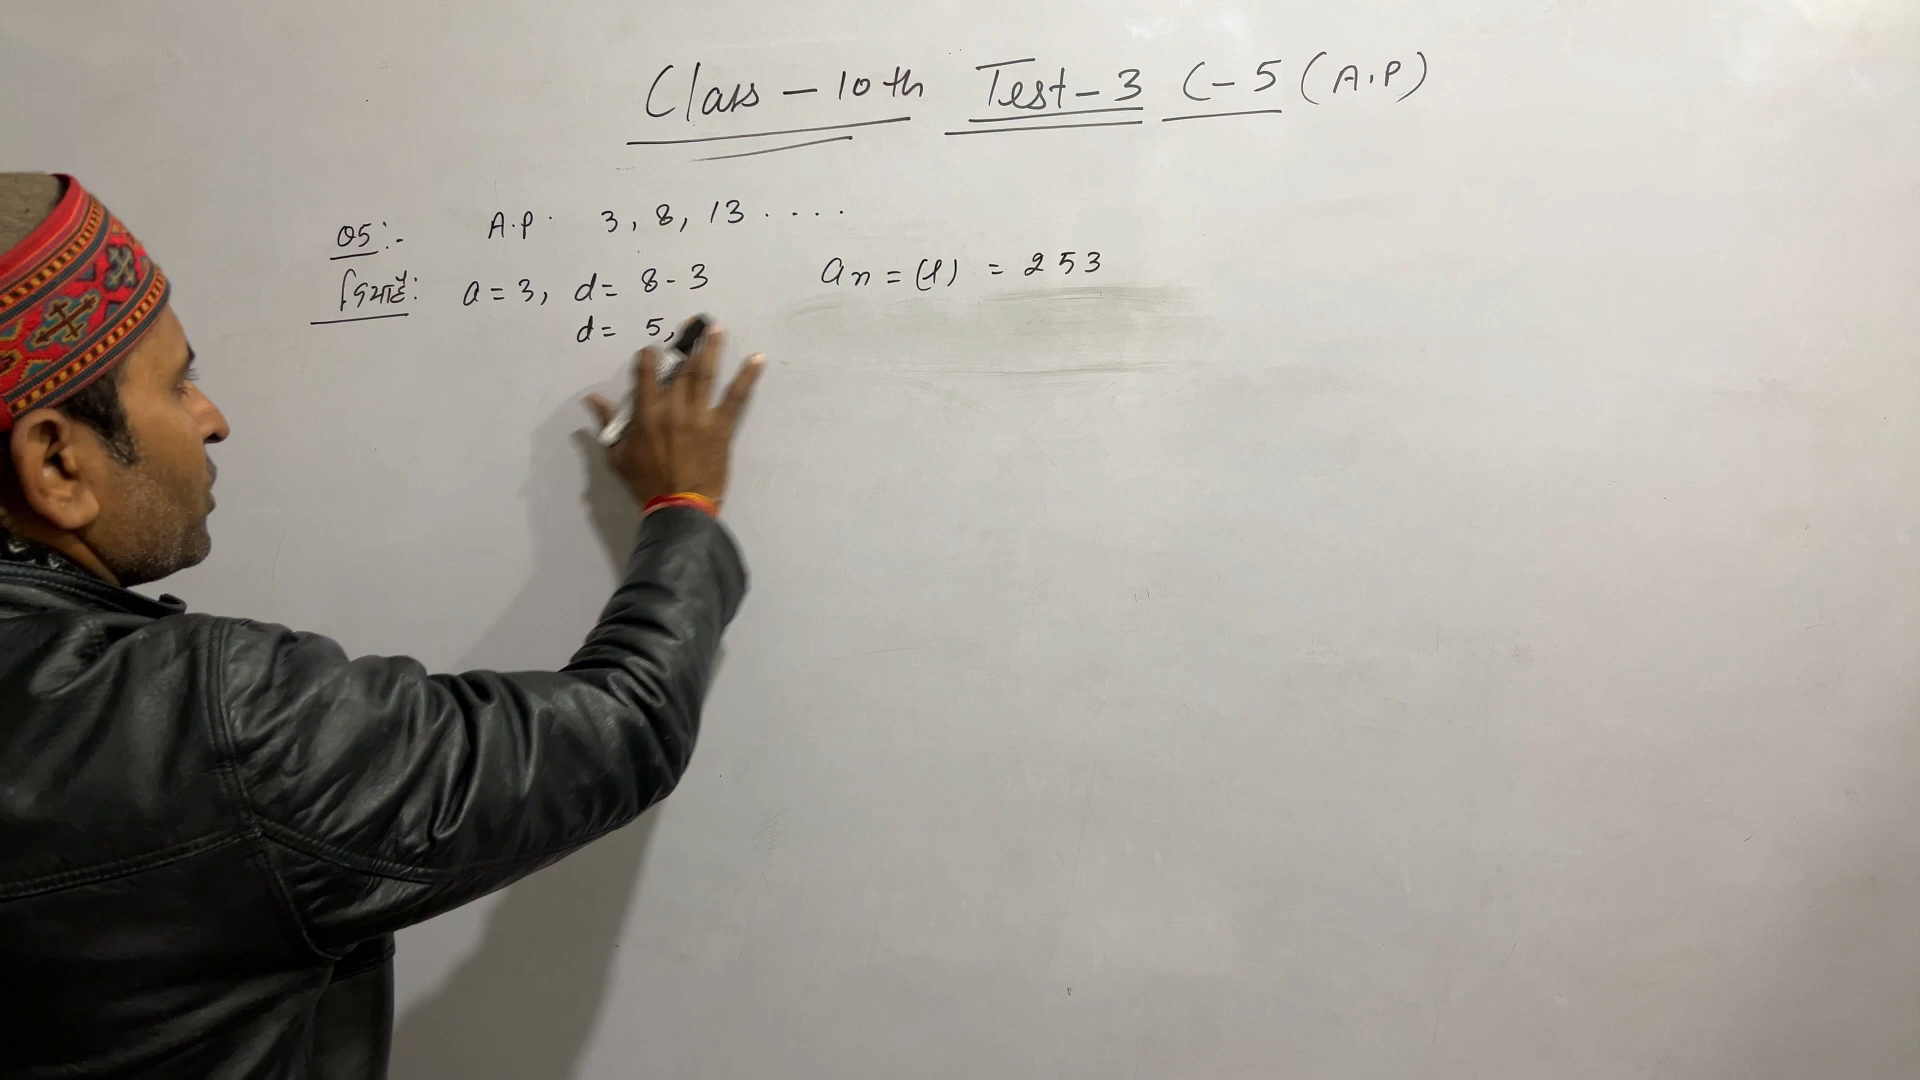 Class - 10th Test - 3 C-5 (A.P)
Q5:- A.P. 3, 8, 13 ....
दिया है: a = 3, d = 8 - 3 an = (l) = 253
d = 5,